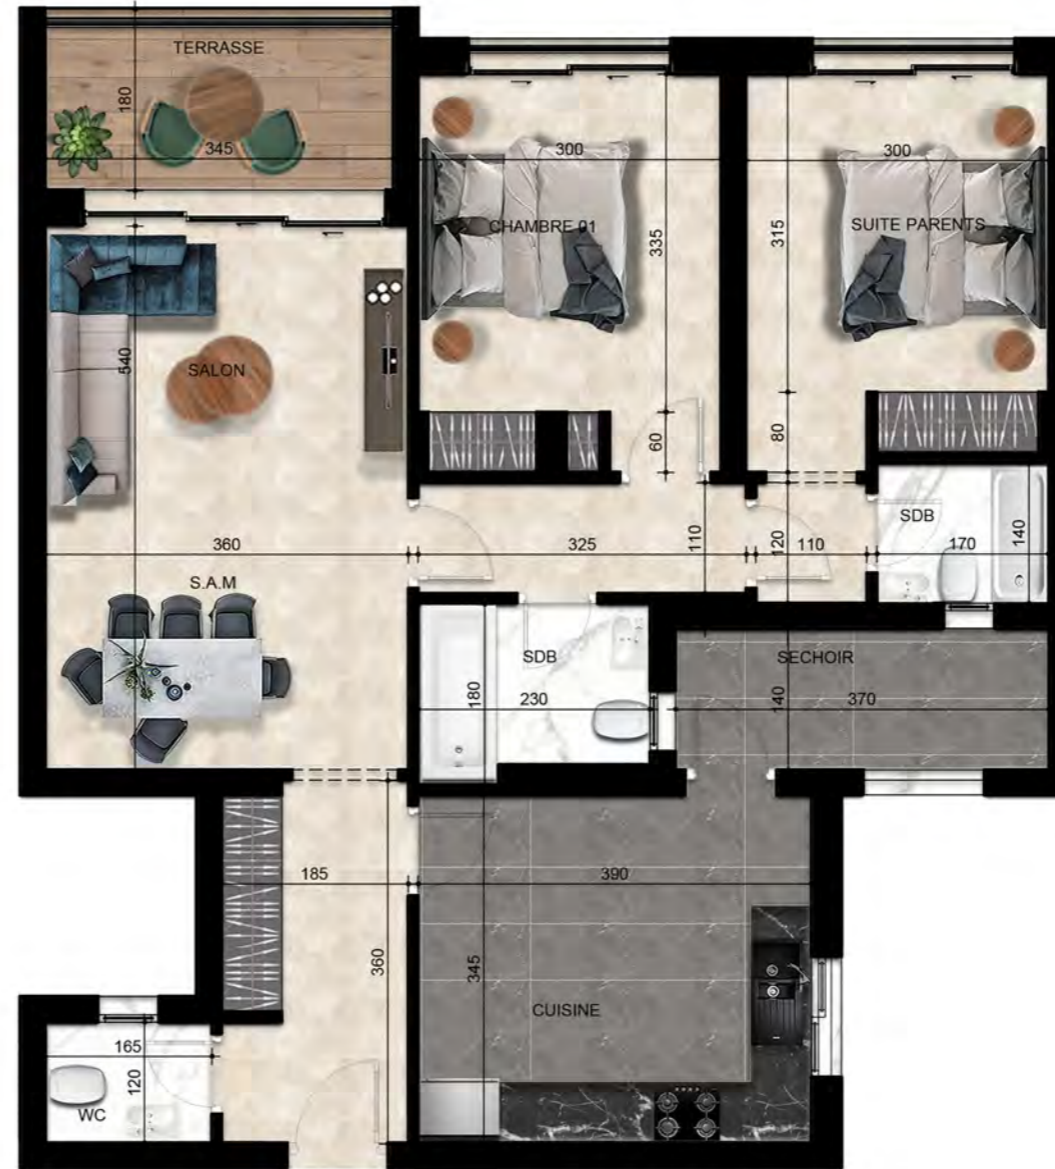 TERRASSE
180
345
300
300
CHAMBRE 01
335
315
SUITE PARENTS
540
SALON
60
80
SDB
360
325
110
120
110
170
140
S.A.M
SDB
180
230
SECHOIR
140
370
185
390
360
345
CUISINE
165
120
WC